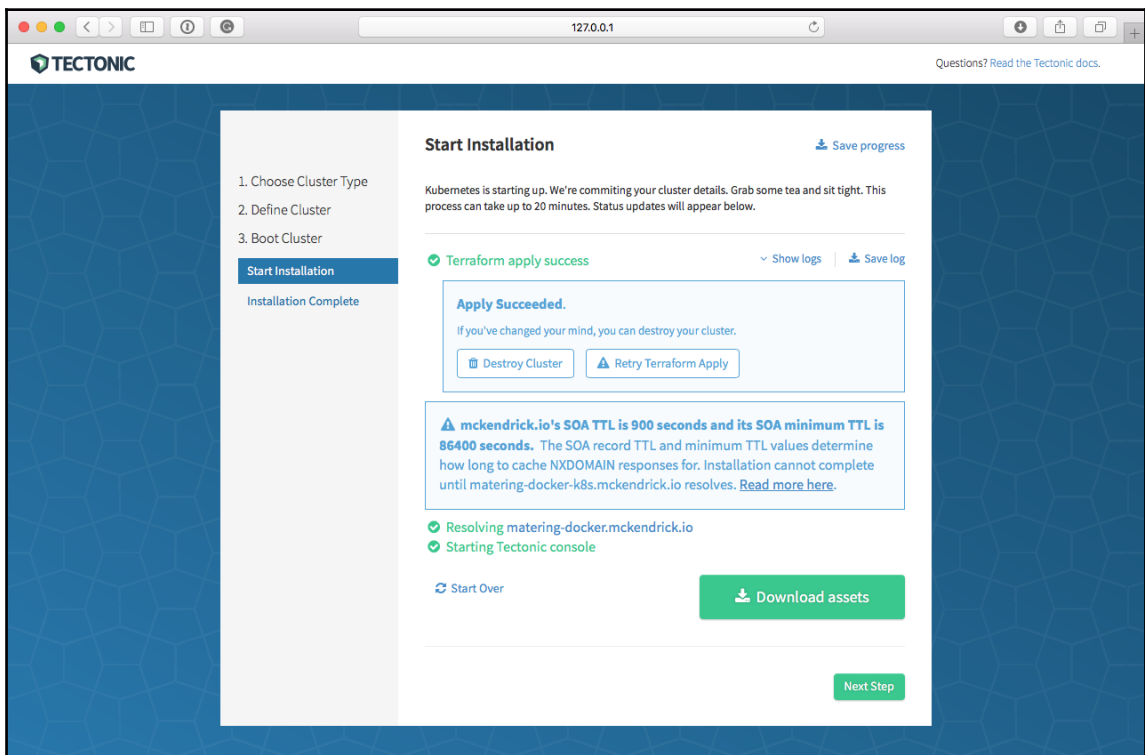 127.0.0.1
TECTONIC
Questions? Read the Tectonic docs.
1. Choose Cluster Type
2. Define Cluster
3. Boot Cluster
Start Installation
Installation Complete
Start Installation
Save progress
Kubernetes is starting up. We're commiting your cluster details. Grab some tea and sit tight. This
process can take up to 20 minutes. Status updates will appear below.
Terraform apply success
Show logs
Save log
Apply Succeeded.
If you've changed your mind, you can destroy your cluster.
Destroy Cluster
Retry Terraform Apply
mckendrick.io's SOA TTL is 900 seconds and its SOA minimum TTL is
86400 seconds. The SOA record TTL and minimum TTL values determine
how long to cache NXDOMAIN responses for. Installation cannot complete
until matering-docker-k8s.mckendrick.io resolves. Read more here.
Resolving matering-docker.mckendrick.io
Starting Tectonic console
Start Over
Download assets
Next Step